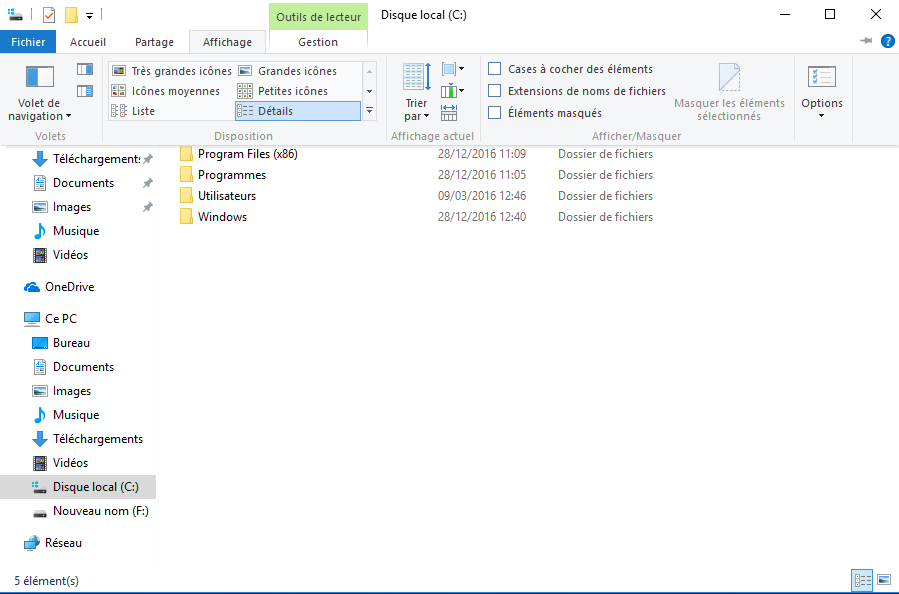 Outils de lecteur
Disque local (C:)
Fichier
Accueil
Partage
Affichage
Gestion
Volet de
navigation
Volets
Très grandes icônes
Grandes icônes
Icônes moyennes
Petites icônes
Liste
Détails
Disposition
Trier
par
Affichage actuel
Cases à cocher des éléments
Extensions de noms de fichiers
Éléments masqués
Masquer les éléments
sélectionnés
Afficher/Masquer
Options
Téléchargements
Documents
Images
Musique
Vidéos
OneDrive
Ce PC
Bureau
Documents
Images
Musique
Téléchargements
Vidéos
Disque local (C:)
Nouveau nom (F:)
Réseau
Program Files (x86) 28/12/2016 11:09 Dossier de fichiers
Programmes 28/12/2016 11:05 Dossier de fichiers
Utilisateurs 09/03/2016 12:46 Dossier de fichiers
Windows 28/12/2016 12:40 Dossier de fichiers
5 élément(s)